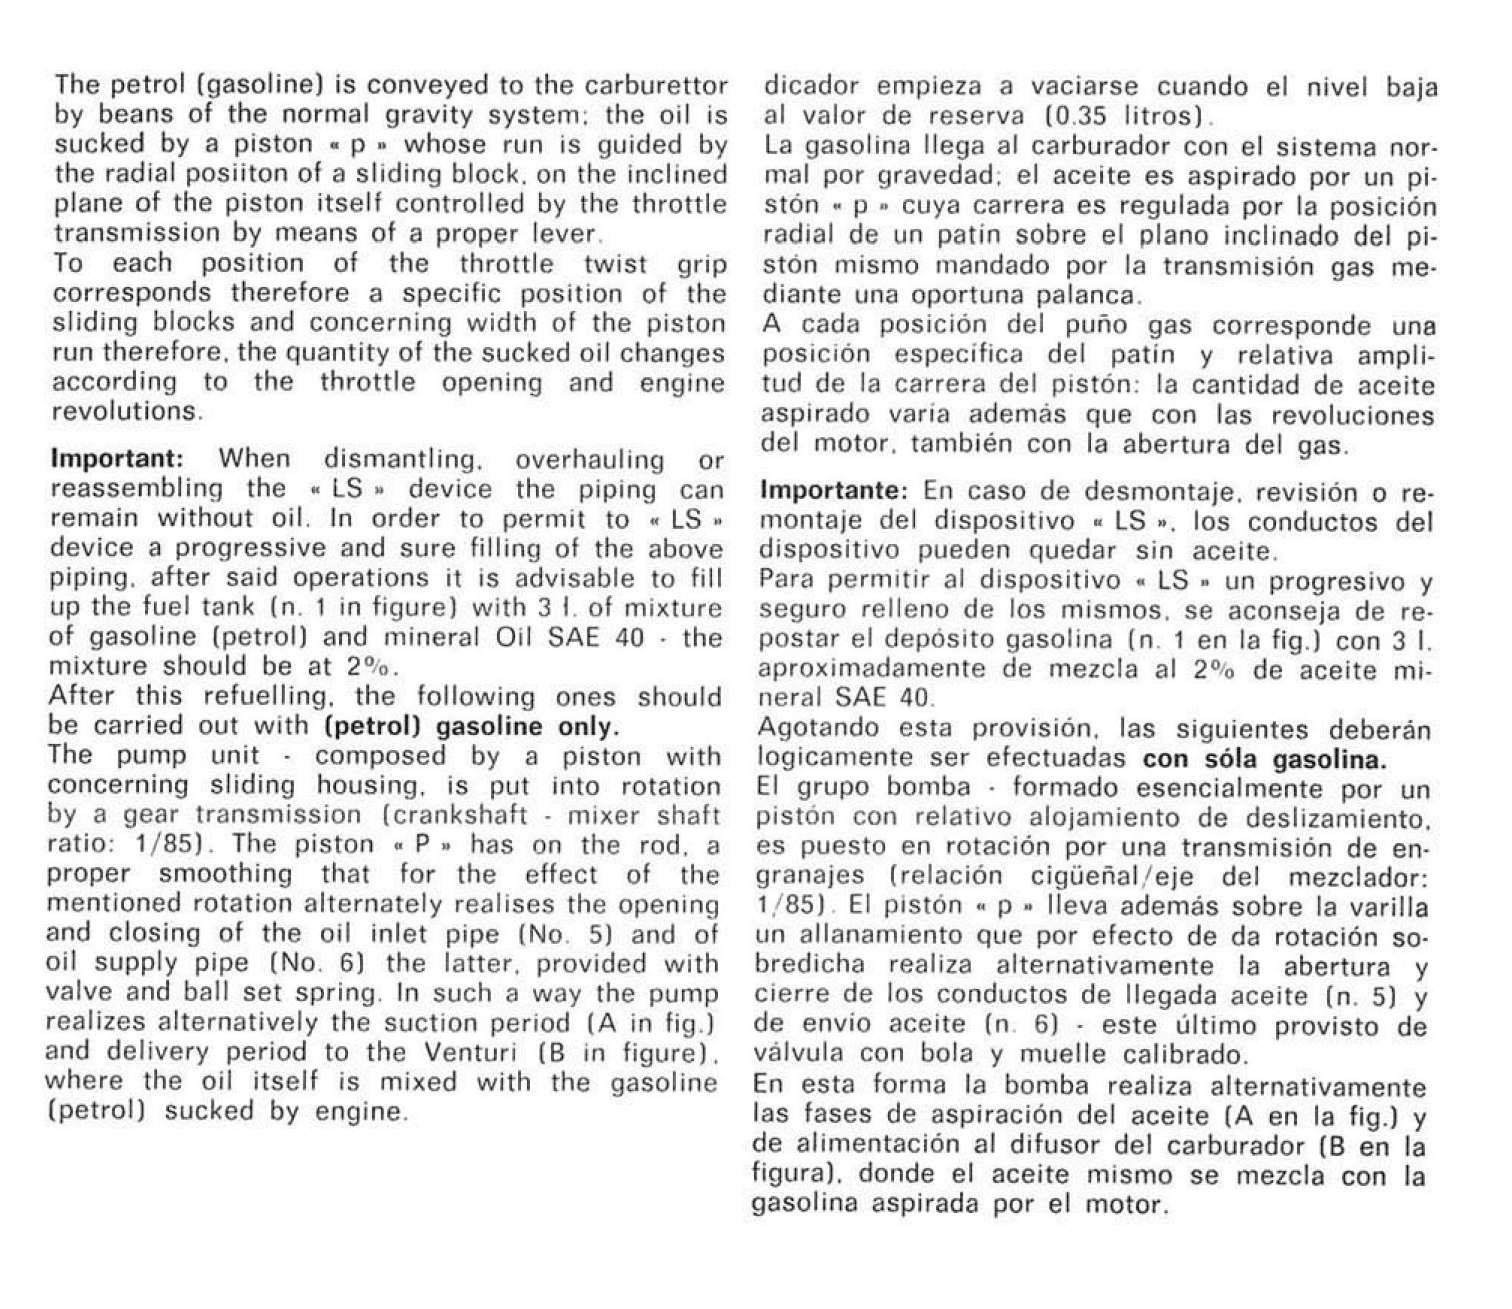 The petrol (gasoline) is conveyed to the carburettor
by beans of the normal gravity system; the oil is
sucked by a piston « p » whose run is guided by
the radial posiiton of a sliding block, on the inclined
plane of the piston itself controlled by the throttle
transmission by means of a proper lever.
To each position of the throttle twist grip
corresponds therefore a specific position of the
sliding blocks and concerning width of the piston
run therefore, the quantity of the sucked oil changes
according to the throttle opening and engine
revolutions.
Important: When dismantling, overhauling or
reassembling the « LS » device the piping can
remain without oil. In order to permit to « LS »
device a progressive and sure filling of the above
piping, after said operations it is advisable to fill
up the fuel tank (n. 1 in figure) with 3 l. of mixture
of gasoline (petrol) and mineral Oil SAE 40 - the
mixture should be at 2%.
After this refuelling, the following ones should
be carried out with (petrol) gasoline only.
The pump unit - composed by a piston with
concerning sliding housing, is put into rotation
by a gear transmission (crankshaft - mixer shaft
ratio: 1/85). The piston « P » has on the rod, a
proper smoothing that for the effect of the
mentioned rotation alternately realises the opening
and closing of the oil inlet pipe (No. 5) and of
oil supply pipe (No. 6) the latter, provided with
valve and ball set spring. In such a way the pump
realizes alternatively the suction period (A in fig.)
and delivery period to the Venturi (B in figure),
where the oil itself is mixed with the gasoline
(petrol) sucked by engine.
dicador empieza a vaciarse cuando el nivel baja
al valor de reserva (0.35 litros).
La gasolina llega al carburador con el sistema nor-
mal por gravedad; el aceite es aspirado por un pi-
stón « p » cuya carrera es regulada por la posición
radial de un patín sobre el plano inclinado del pi-
stón mismo mandado por la transmisión gas me-
diante una oportuna palanca.
A cada posición del puño gas corresponde una
posición específica del patín y relativa ampli-
tud de la carrera del pistón: la cantidad de aceite
aspirado varía además que con las revoluciones
del motor, también con la abertura del gas.
Importante: En caso de desmontaje, revisión o re-
montaje del dispositivo « LS », los conductos del
dispositivo pueden quedar sin aceite.
Para permitir al dispositivo « LS » un progresivo y
seguro relleno de los mismos, se aconseja de re-
postar el depósito gasolina (n. 1 en la fig.) con 3 l.
aproximadamente de mezcla al 2% de aceite mi-
neral SAE 40.
Agotando esta provisión, las siguientes deberán
logicamente ser efectuadas con sóla gasolina.
El grupo bomba - formado esencialmente por un
pistón con relativo alojamiento de deslizamiento,
es puesto en rotación por una transmisión de en-
granajes (relación cigüeñal/eje del mezclador:
1/85). El pistón « p » lleva además sobre la varilla
un allanamiento que por efecto de da rotación so-
bredicha realiza alternativamente la abertura y
cierre de los conductos de llegada aceite (n. 5) y
de envío aceite (n. 6) - este último provisto de
válvula con bola y muelle calibrado.
En esta forma la bomba realiza alternativamente
las fases de aspiración del aceite (A en la fig.) y
de alimentación al difusor del carburador (B en la
figura), donde el aceite mismo se mezcla con la
gasolina aspirada por el motor.